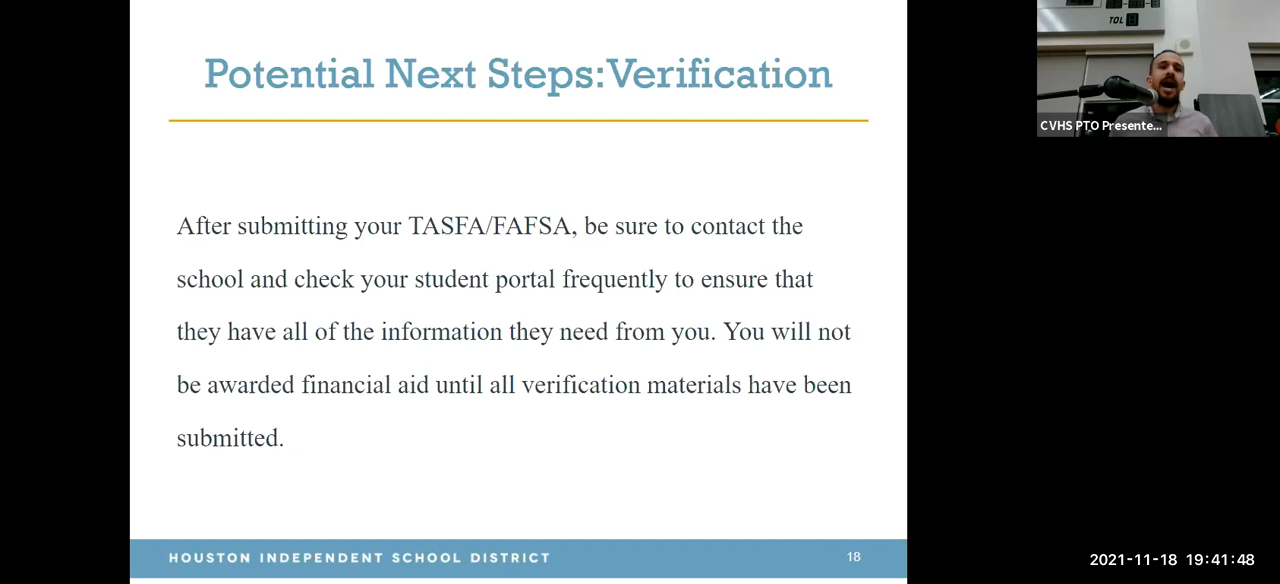 Potential Next Steps:Verification
After submitting your TASFA/FAFSA, be sure to contact the
school and check your student portal frequently to ensure that
they have all of the information they need from you. You will not
be awarded financial aid until all verification materials have been
submitted.
HOUSTON INDEPENDENT SCHOOL DISTRICT
18
TOL
CVHS PTO Presente...
2021-11-18 19:41:48